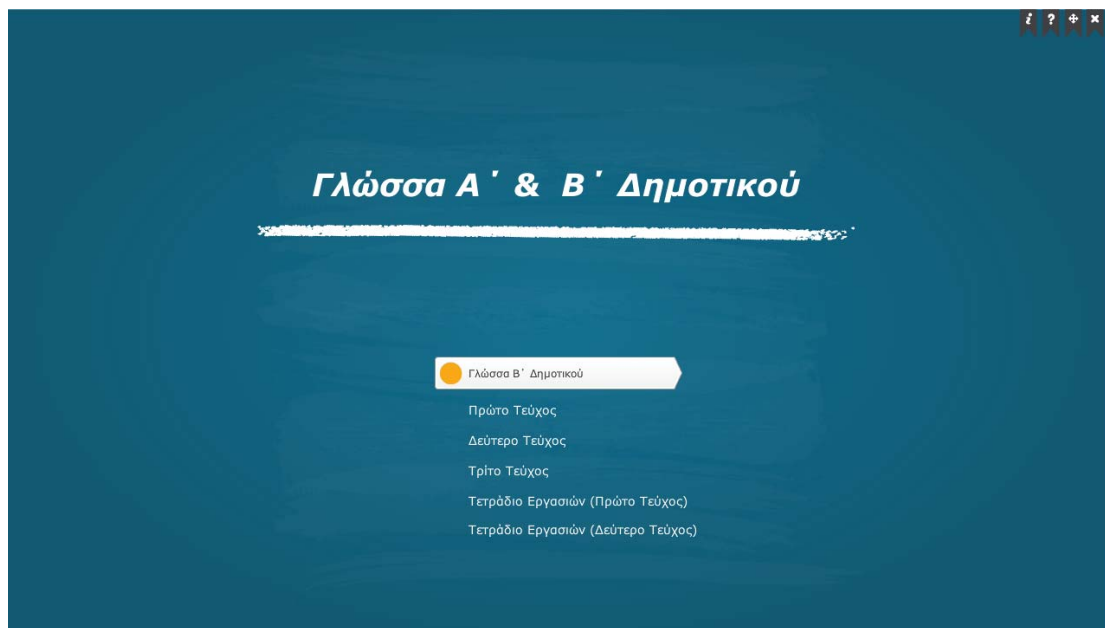 Γλώσσα Α΄ & Β΄ Δημοτικού
Γλώσσα Β΄ Δημοτικού
Πρώτο Τεύχος
Δεύτερο Τεύχος
Τρίτο Τεύχος
Τετράδιο Εργασιών (Πρώτο Τεύχος)
Τετράδιο Εργασιών (Δεύτερο Τεύχος)